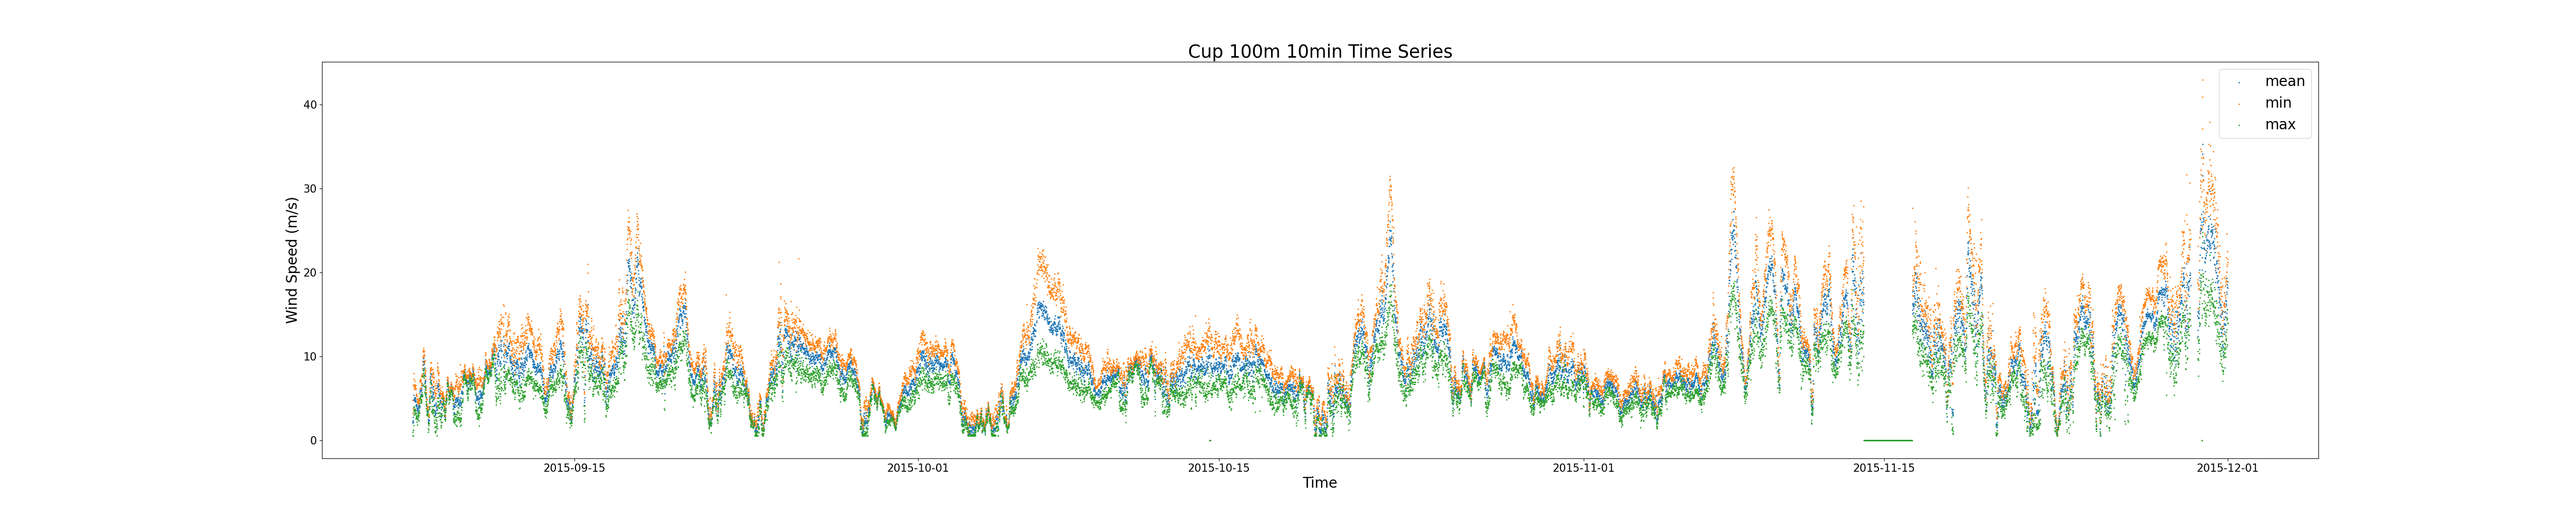 Cup 100m 10min Time Series
mean
min
max
Wind Speed (m/s)
40
30
20
10
0
2015-09-15
2015-10-01
2015-10-15
2015-11-01
2015-11-15
2015-12-01
Time